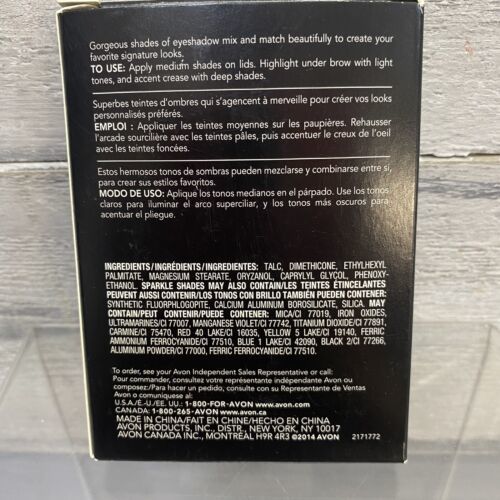 Gorgeous shades of eyeshadow mix and match beautifully to create your
favorite signature looks.
TO USE: Apply medium shades on lids. Highlight under brow with light
tones, and accent crease with deep shades.
Superbes teintes d'ombres qui s'agencent à merveille pour créer vos looks
personnalisés préférés.
EMPLOI : Appliquer les teintes moyennes sur les paupières. Rehausser
l'arcade sourcilière avec les teintes pâles, puis accentuer le creux de l'oeil
avec les teintes foncées.
Estos hermosos tonos de sombras pueden mezclarse y combinarse entre sí,
para crear sus estilos favoritos.
MODO DE USO: Aplique los tonos medianos en el párpado. Use los tonos
claros para iluminar el arco superciliar, y los tonos más oscuros para
acentuar el pliegue.
INGREDIENTS/INGRÉDIENTS/INGREDIENTES: TALC, DIMETHICONE, ETHYLHEXYL
PALMITATE, MAGNESIUM STEARATE, ORYZANOL, CAPRYLYL GLYCOL, PHENOXY-
ETHANOL. SPARKLE SHADES MAY ALSO CONTAIN/LES TEINTES ÉTINCELANTES
PEUVENT AUSSI CONTENIR/LOS TONOS CON BRILLO TAMBIÉN PUEDEN CONTENER:
SYNTHETIC FLUORPHLOGOPITE, CALCIUM ALUMINUM BOROSILICATE, SILICA. MAY
CONTAIN/PEUT CONTENIR/PUEDE CONTENER: MICA/CI 77019, IRON OXIDES,
ULTRAMARINES/CI 77007, MANGANESE VIOLET/CI 77742, TITANIUM DIOXIDE/CI 77891,
CARMINE/CI 75470, RED 40 LAKE/CI 16035, YELLOW 5 LAKE/CI 19140, FERRIC
AMMONIUM FERROCYANIDE/CI 77510, BLUE 1 LAKE/CI 42090, BLACK 2/CI 77266,
ALUMINUM POWDER/CI 77000, FERRIC FERROCYANIDE/CI 77510.
To order, see your Avon Independent Sales Representative or call:
Pour commander, consultez votre représentante indépendante Avon ou
appelez/Para hacer un pedido, consulte con su Representante de Ventas
Avon o comuníquese al:
U.S.A./É.-U./EE. UU.: 1-800-FOR-AVON www.avon.com
CANADA: 1-800-265-AVON www.avon.ca
MADE IN CHINA/FAIT EN CHINE/HECHO EN CHINA
AVON PRODUCTS, INC., DISTR., NEW YORK, NY 10017
AVON CANADA INC., MONTRÉAL H9R 4R3 ©2014 AVON 2171772